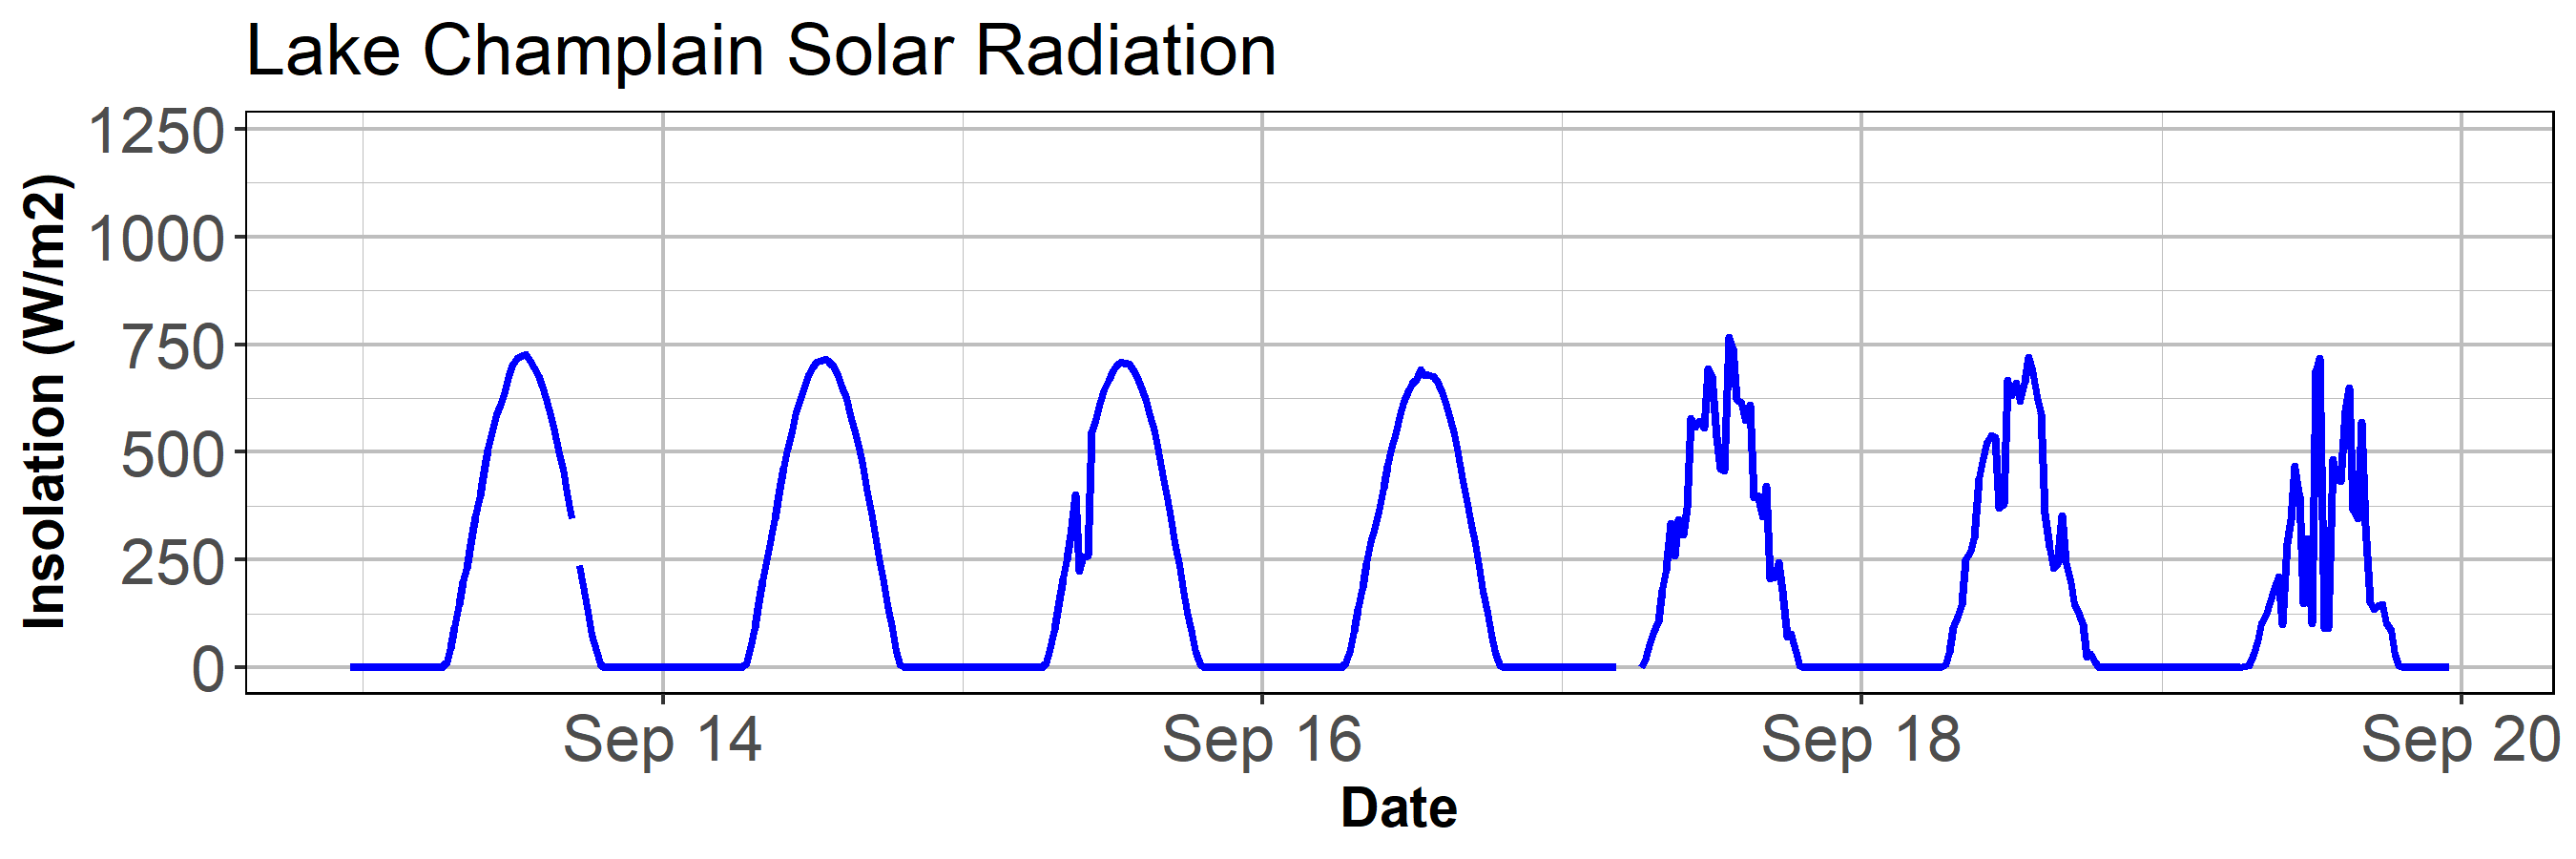 Lake Champlain Solar Radiation
1250
1000
750
500
250
0
Insolation (W/m2)
Sep 14 Sep 16 Sep 18 Sep 20
Date